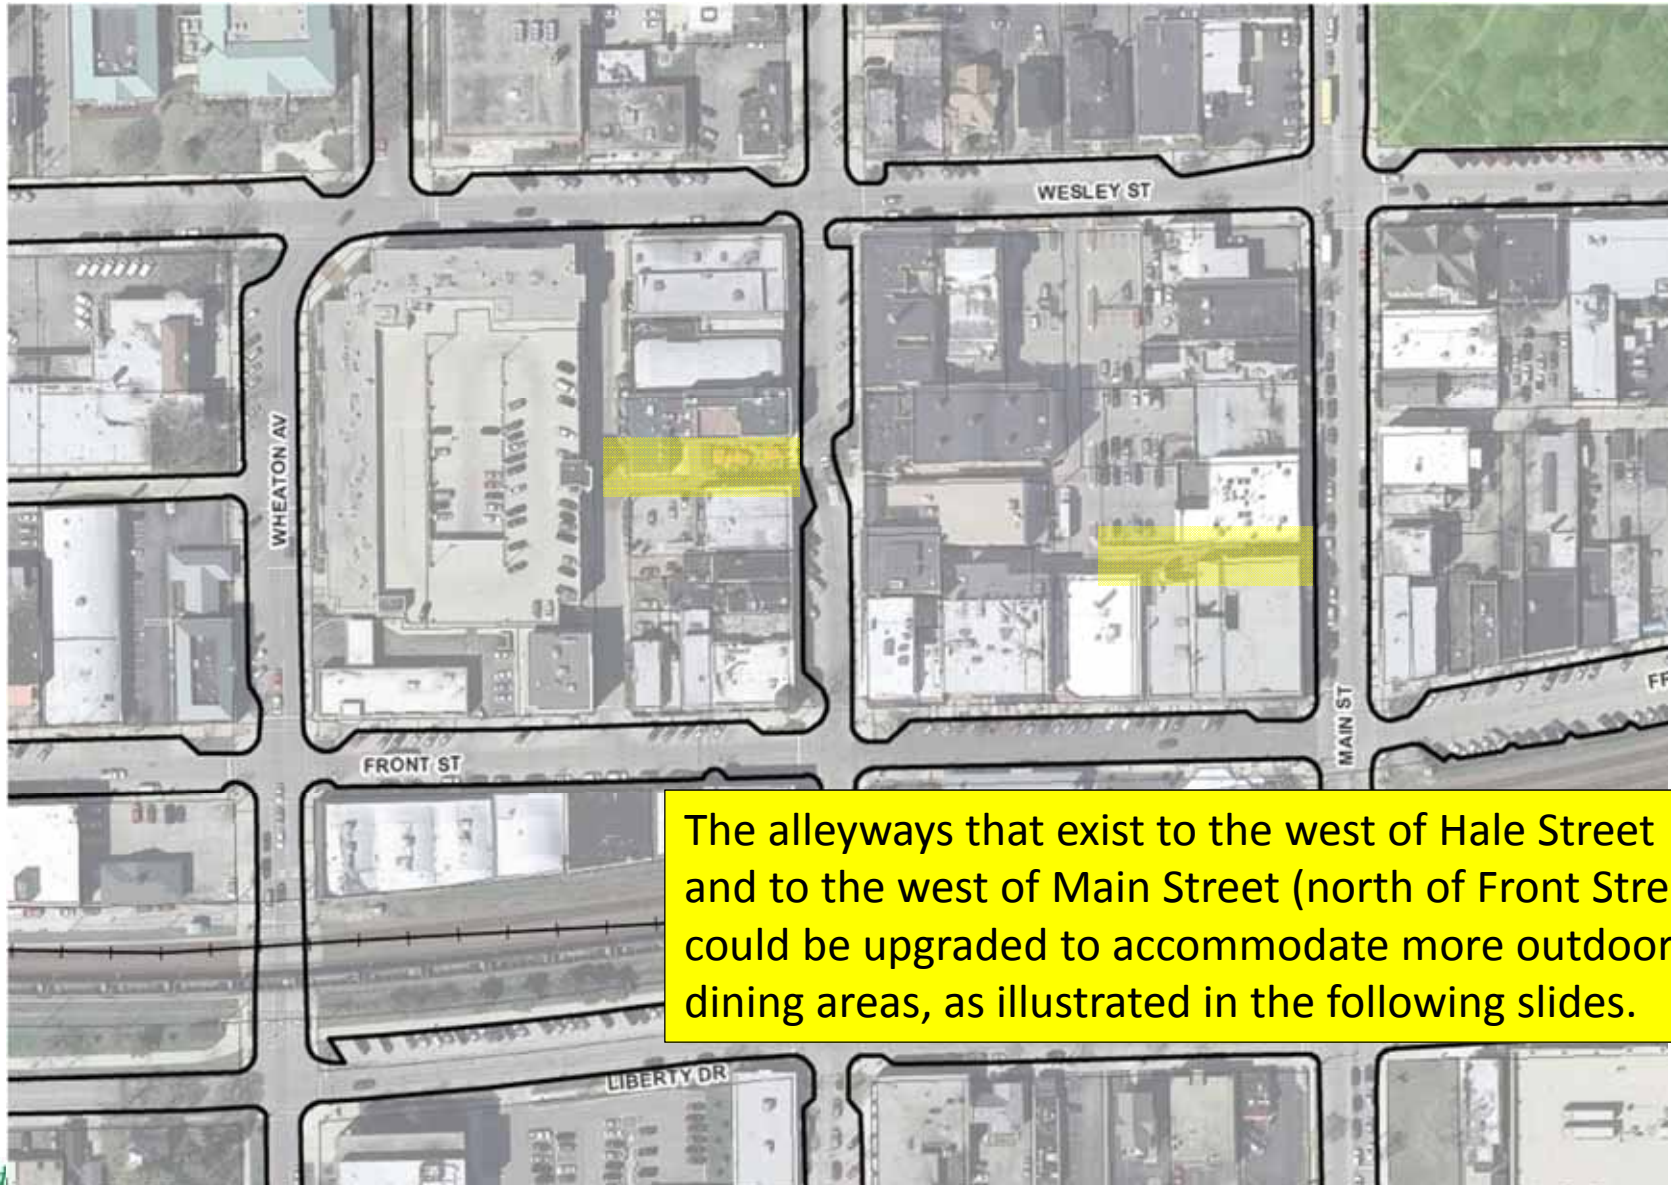 WESLEY ST
WHEATON AV
MAIN ST
FR
FRONT ST
The alleyways that exist to the west of Hale Street
and to the west of Main Street (north of Front Stre
could be upgraded to accommodate more outdoor
dining areas, as illustrated in the following slides.
LIBERTY DR